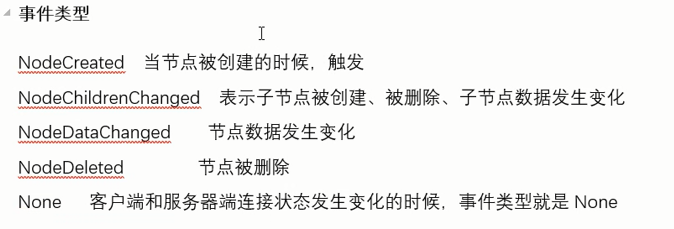 事件类型
NodeCreated 当节点被创建的时候，触发
NodeChildrenChanged 表示子节点被创建、被删除、子节点数据发生变化
NodeDataChanged 节点数据发生变化
NodeDeleted 节点被删除
None 客户端和服务器端连接状态发生变化的时候，事件类型就是 None